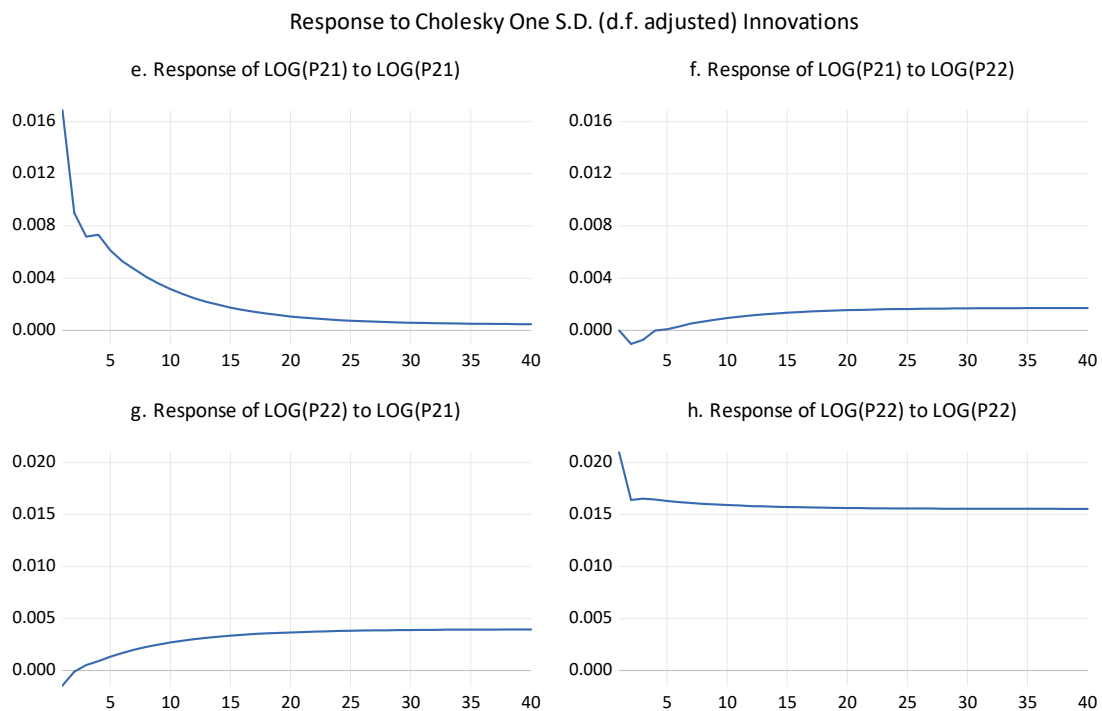 Response to Cholesky One S.D. (d.f. adjusted) Innovations
e. Response of LOG(P21) to LOG(P21)
0.016
0.012
0.008
0.004
0.000
5 10 15 20 25 30 35 40
f. Response of LOG(P21) to LOG(P22)
0.016
0.012
0.008
0.004
0.000
5 10 15 20 25 30 35 40
g. Response of LOG(P22) to LOG(P21)
0.020
0.015
0.010
0.005
0.000
5 10 15 20 25 30 35 40
h. Response of LOG(P22) to LOG(P22)
0.020
0.015
0.010
0.005
0.000
5 10 15 20 25 30 35 40